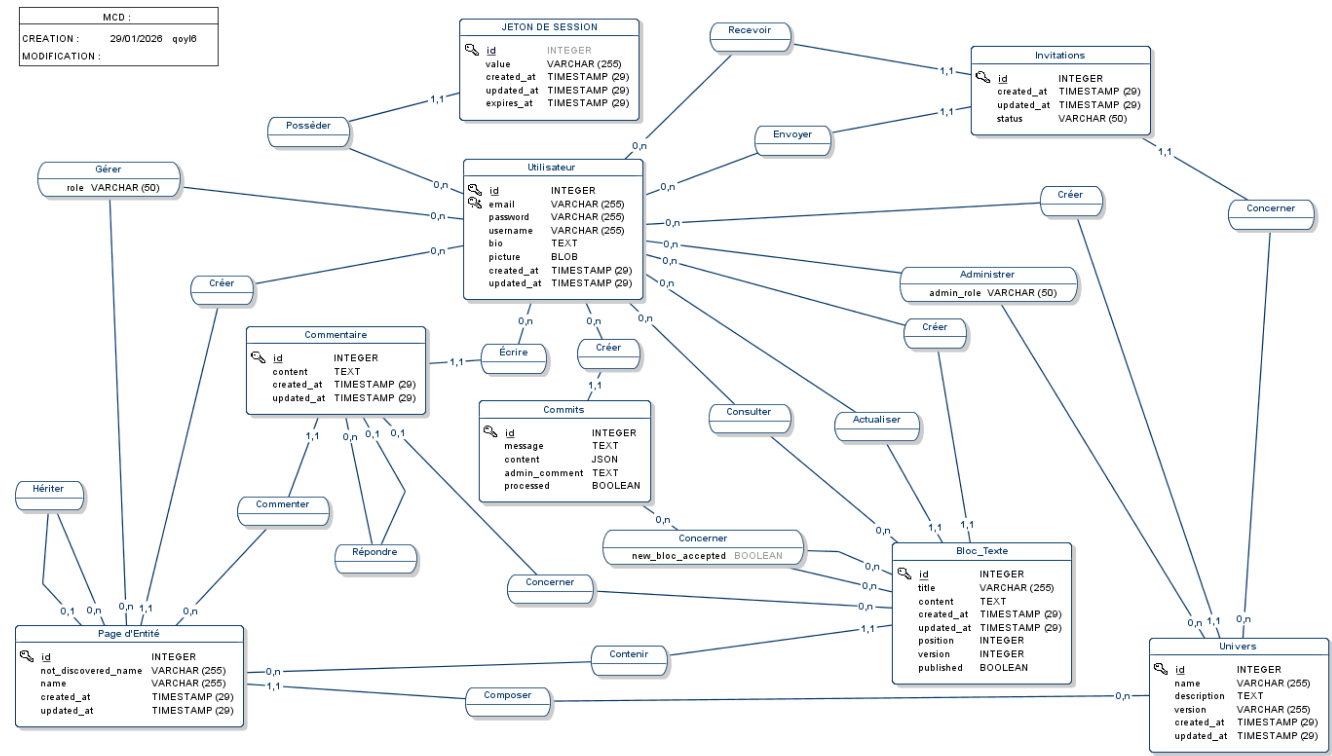 MCD :
CREATION : 29/01/2026 qoyl6
MODIFICATION :
JETON DE SESSION
id INTEGER
value VARCHAR (255)
created_at TIMESTAMP (29)
updated_at TIMESTAMP (29)
expires_at TIMESTAMP (29)
Recevoir
Invitations
id INTEGER
created_at TIMESTAMP (29)
updated_at TIMESTAMP (29)
status VARCHAR (50)
0,n
1,1
1,1
Possèder
0,n
Envoyer
1,1
0,n
0,n
1,1
Gérer
role VARCHAR (50)
0,n
0,n
Utilisateur
id INTEGER
email VARCHAR (255)
password VARCHAR (255)
username VARCHAR (255)
bio TEXT
picture BLOB
created_at TIMESTAMP (29)
updated_at TIMESTAMP (29)
Créer
0,n
1,1
Concerner
0,n
Créer
0,n
1,1
Administrer
admin_role VARCHAR (50)
0,n
0,n
Créer
0,n
1,1
Commentaire
id INTEGER
content TEXT
created_at TIMESTAMP (29)
updated_at TIMESTAMP (29)
0,n
Écrire
1,1
0,n
Créer
1,1
0,n
Consulter
0,n
0,n
Actualiser
1,1
Commits
id INTEGER
message TEXT
content JSON
admin_comment TEXT
processed BOOLEAN
1,1
0,n
0,1
0,1
Hériter
0,1
0,n
Commenter
0,n
Répondre
0,n
Concerner
new_bloc_accepted BOOLEAN
0,n
0,n
Concerner
0,n
Bloc_Texte
id INTEGER
title VARCHAR (255)
content TEXT
created_at TIMESTAMP (29)
updated_at TIMESTAMP (29)
position INTEGER
version INTEGER
published BOOLEAN
Page d'Entité
id INTEGER
not_discovered_name VARCHAR (255)
name VARCHAR (255)
created_at TIMESTAMP (29)
updated_at TIMESTAMP (29)
0,n
Contenir
1,1
1,1
Composer
0,n
Univers
id INTEGER
name VARCHAR (255)
description TEXT
version VARCHAR (255)
created_at TIMESTAMP (29)
updated_at TIMESTAMP (29)